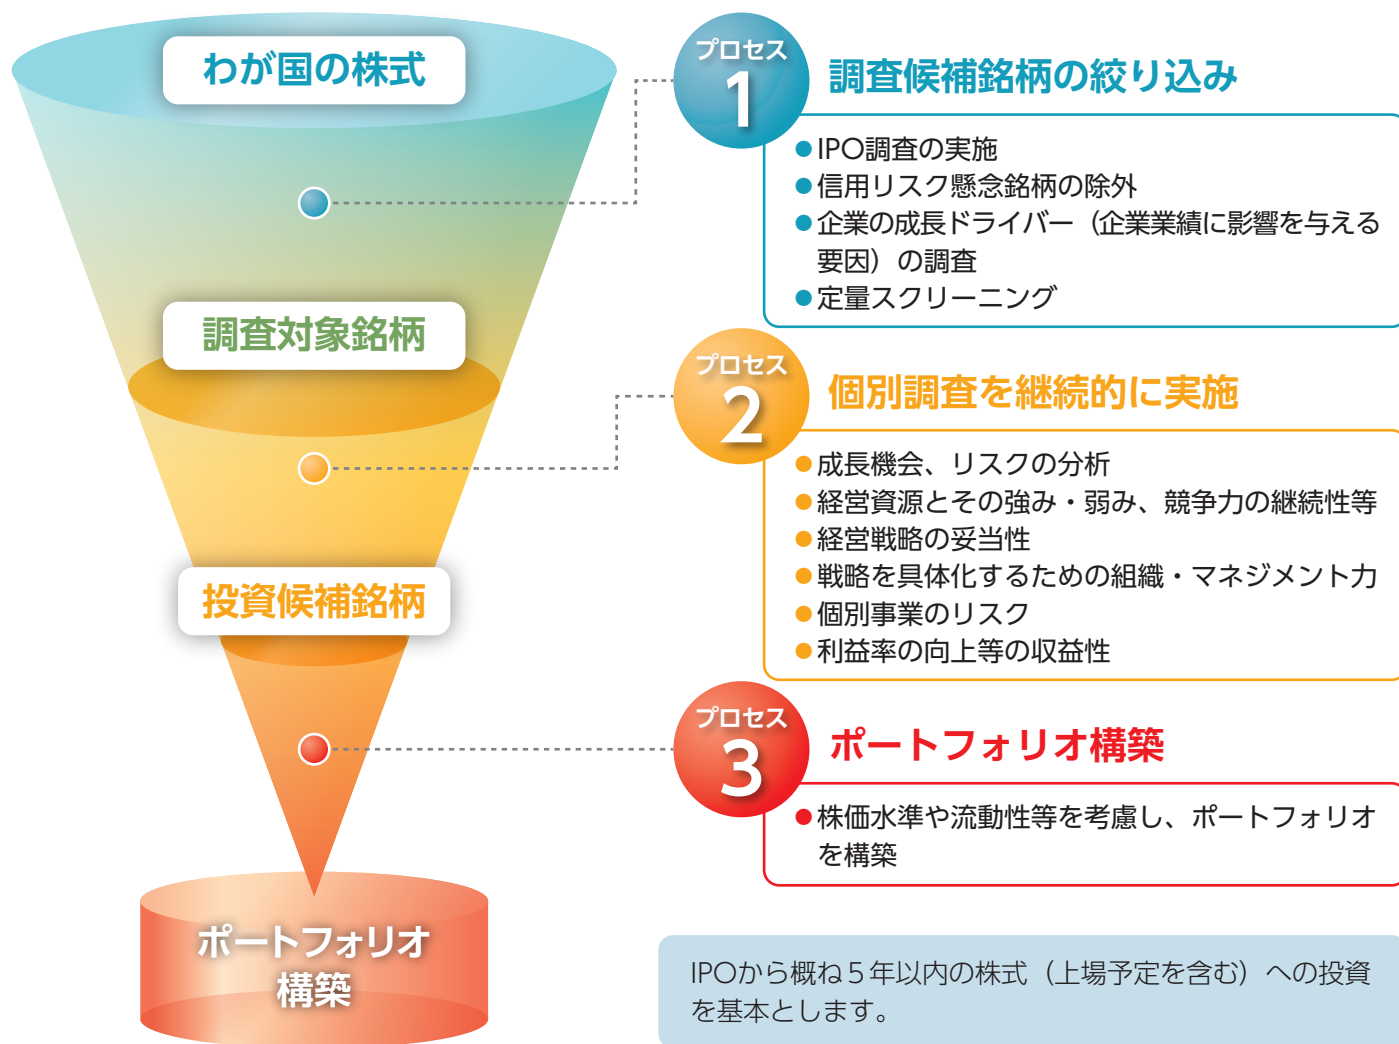 わが国の株式
調査対象銘柄
投資候補銘柄
ポートフォリオ
構築
プロセス
1
調査候補銘柄の絞り込み
●IPO調査の実施
●信用リスク懸念銘柄の除外
●企業の成長ドライバー（企業業績に影響を与える
要因）の調査
●定量スクリーニング
プロセス
2
個別調査を継続的に実施
●成長機会、リスクの分析
●経営資源とその強み・弱み、競争力の継続性等
●経営戦略の妥当性
●戦略を具体化するための組織・マネジメント力
●個別事業のリスク
●利益率の向上等の収益性
プロセス
3
ポートフォリオ構築
●株価水準や流動性等を考慮し、ポートフォリオ
を構築
IPOから概ね５年以内の株式（上場予定を含む）への投資
を基本とします。